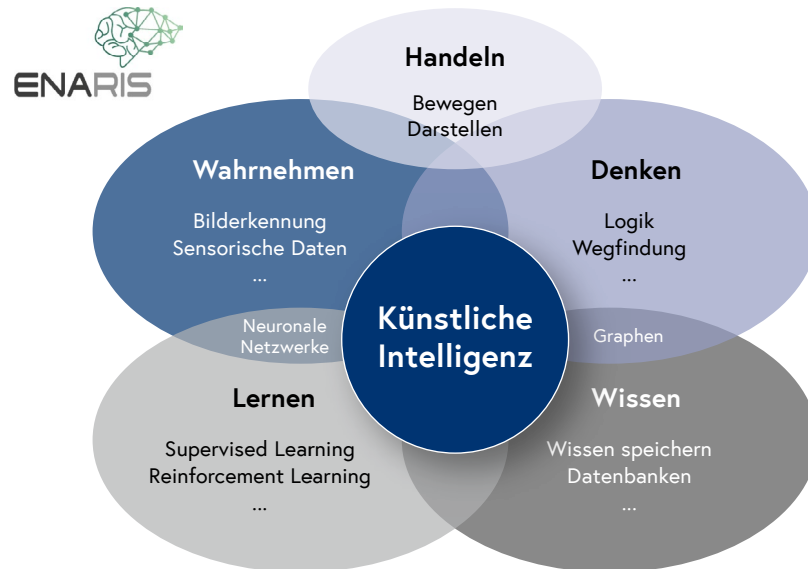 ENARIS
Handeln
Bewegen
Darstellen
Wahrnehmen
Bilderkennung
Sensorische Daten
...
Denken
Logik
Wegfindung
...
Neuronale
Netzwerke
Künstliche
Intelligenz
Graphen
Lernen
Supervised Learning
Reinforcement Learning
...
Wissen
Wissen speichern
Datenbanken
...